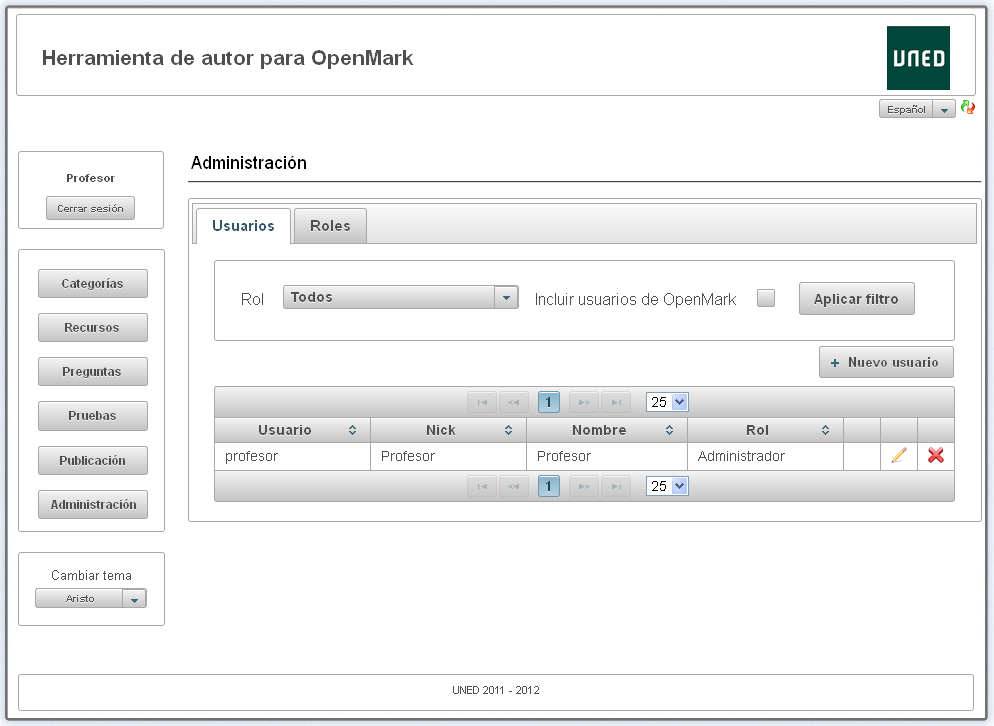 Herramienta de autor para OpenMark
UNED
Español
Profesor
Cerrar sesión
Categorías
Recursos
Preguntas
Pruebas
Publicación
Administración
Cambiar tema
Aristo
Administración
Usuarios Roles
Rol Todos Incluir usuarios de OpenMark Aplicar filtro
+ Nuevo usuario
1 25
Usuario Nick Nombre Rol
profesor Profesor Profesor Administrador
1 25
UNED 2011 - 2012